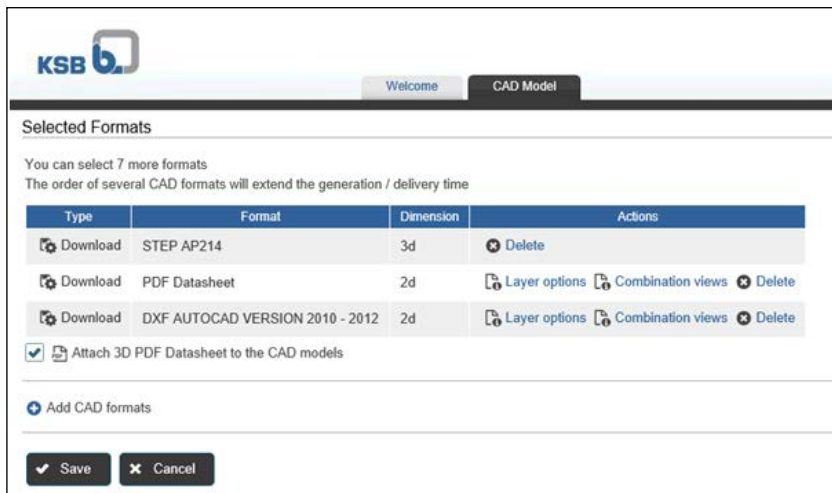 KSB b.
Welcome CAD Model
Selected Formats
You can select 7 more formats
The order of several CAD formats will extend the generation / delivery time
Type Format Dimension Actions
Download STEP AP214 3d Delete
Download PDF Datasheet 2d Layer options Combination views Delete
Download DXF AUTOCAD VERSION 2010 - 2012 2d Layer options Combination views Delete
Attach 3D PDF Datasheet to the CAD models
Add CAD formats
Save Cancel